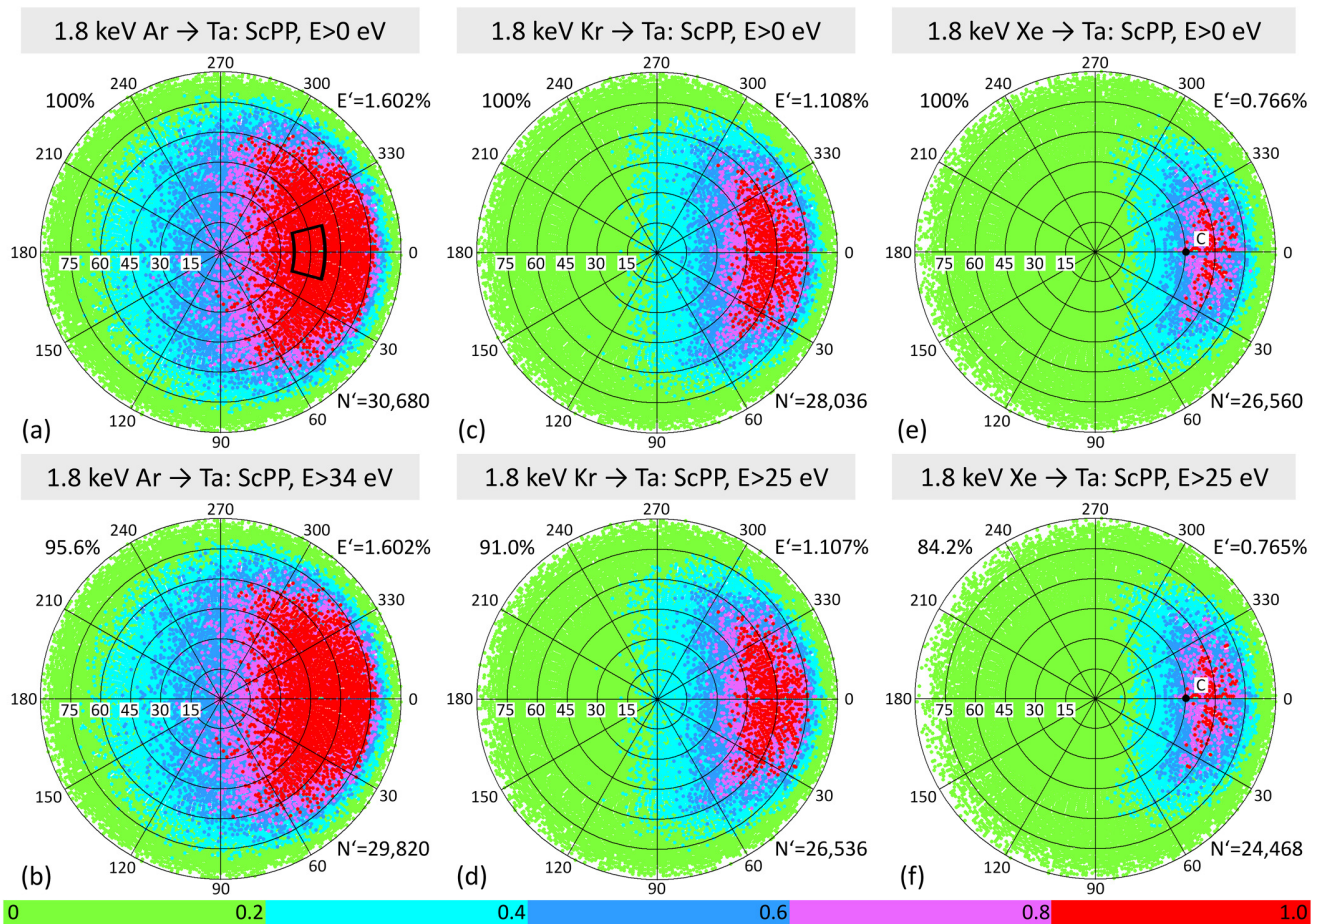 1.8 keV Ar → Ta: ScPP, E>0 eV
1.8 keV Kr → Ta: ScPP, E>0 eV
1.8 keV Xe → Ta: ScPP, E>0 eV
270
240
300
100%
E‘=1.602%
210
330
180
75 60 45 30 15
0
150
30
120
60
90
N‘=30,680
(a)
270
240
300
100%
E‘=1.108%
210
330
180
75 60 45 30 15
0
150
30
120
60
90
N‘=28,036
(c)
270
240
300
100%
E‘=0.766%
210
330
C
180
75 60 45 30 15
0
150
30
120
60
90
N‘=26,560
(e)
1.8 keV Ar → Ta: ScPP, E>34 eV
1.8 keV Kr → Ta: ScPP, E>25 eV
1.8 keV Xe → Ta: ScPP, E>25 eV
270
240
300
95.6%
E‘=1.602%
210
330
180
75 60 45 30 15
0
150
30
120
60
90
N‘=29,820
(b)
270
240
300
91.0%
E‘=1.107%
210
330
180
75 60 45 30 15
0
150
30
120
60
90
N‘=26,536
(d)
270
240
300
84.2%
E‘=0.765%
210
330
C
180
75 60 45 30 15
0
150
30
120
60
90
N‘=24,468
(f)
0 0.2 0.4 0.6 0.8 1.0